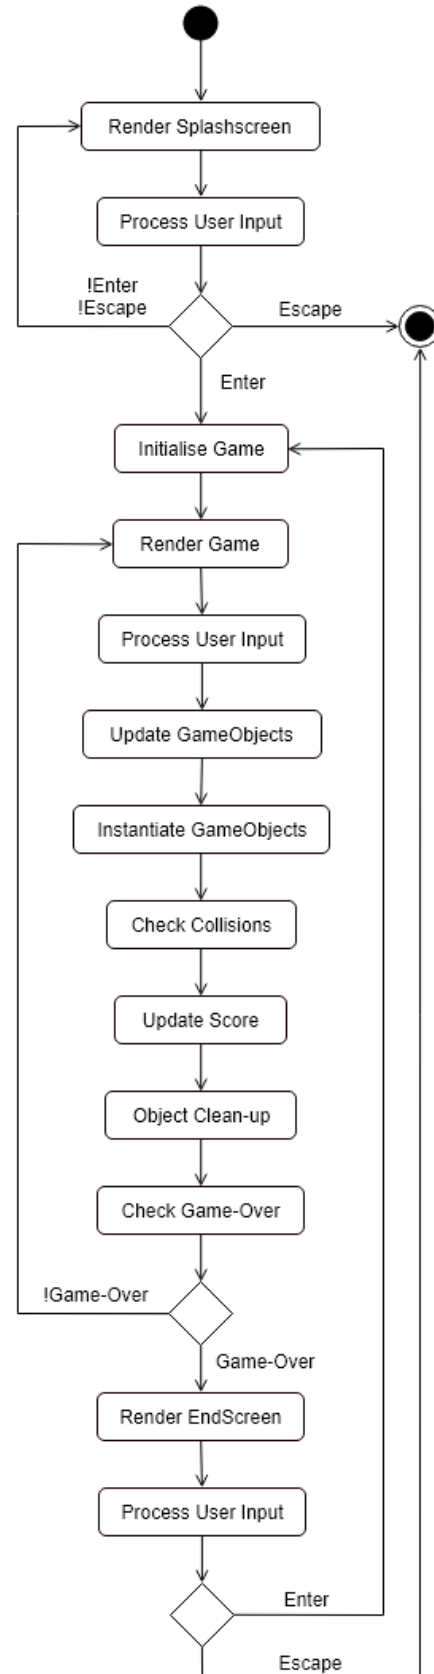 Render Splashscreen
Process User Input
!Enter
!Escape
Escape
Enter
Initialise Game
Render Game
Process User Input
Update GameObjects
Instantiate GameObjects
Check Collisions
Update Score
Object Clean-up
Check Game-Over
!Game-Over
Game-Over
Render EndScreen
Process User Input
Enter
Escape